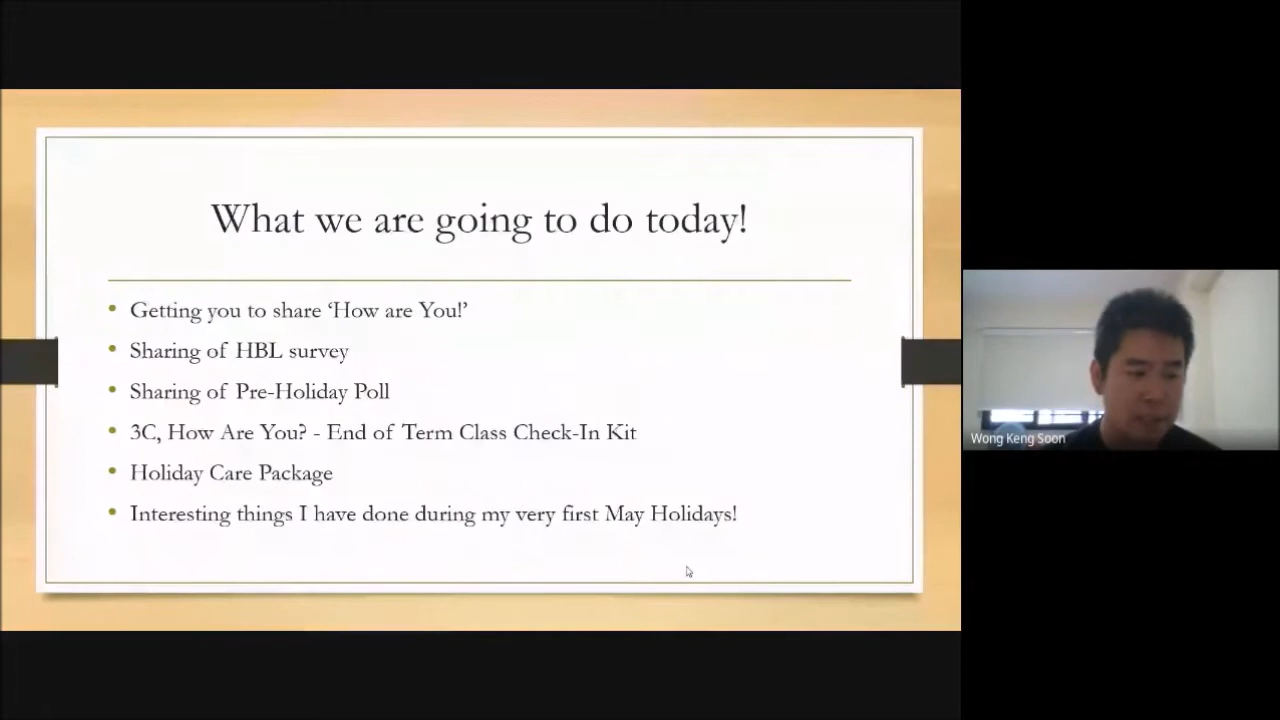 What we are going to do today!
Getting you to share ‘How are You!’
Sharing of HBL survey
Sharing of Pre-Holiday Poll
3C, How Are You? - End of Term Class Check-In Kit
Holiday Care Package
Interesting things I have done during my very first May Holidays!
Wong Keng Soon